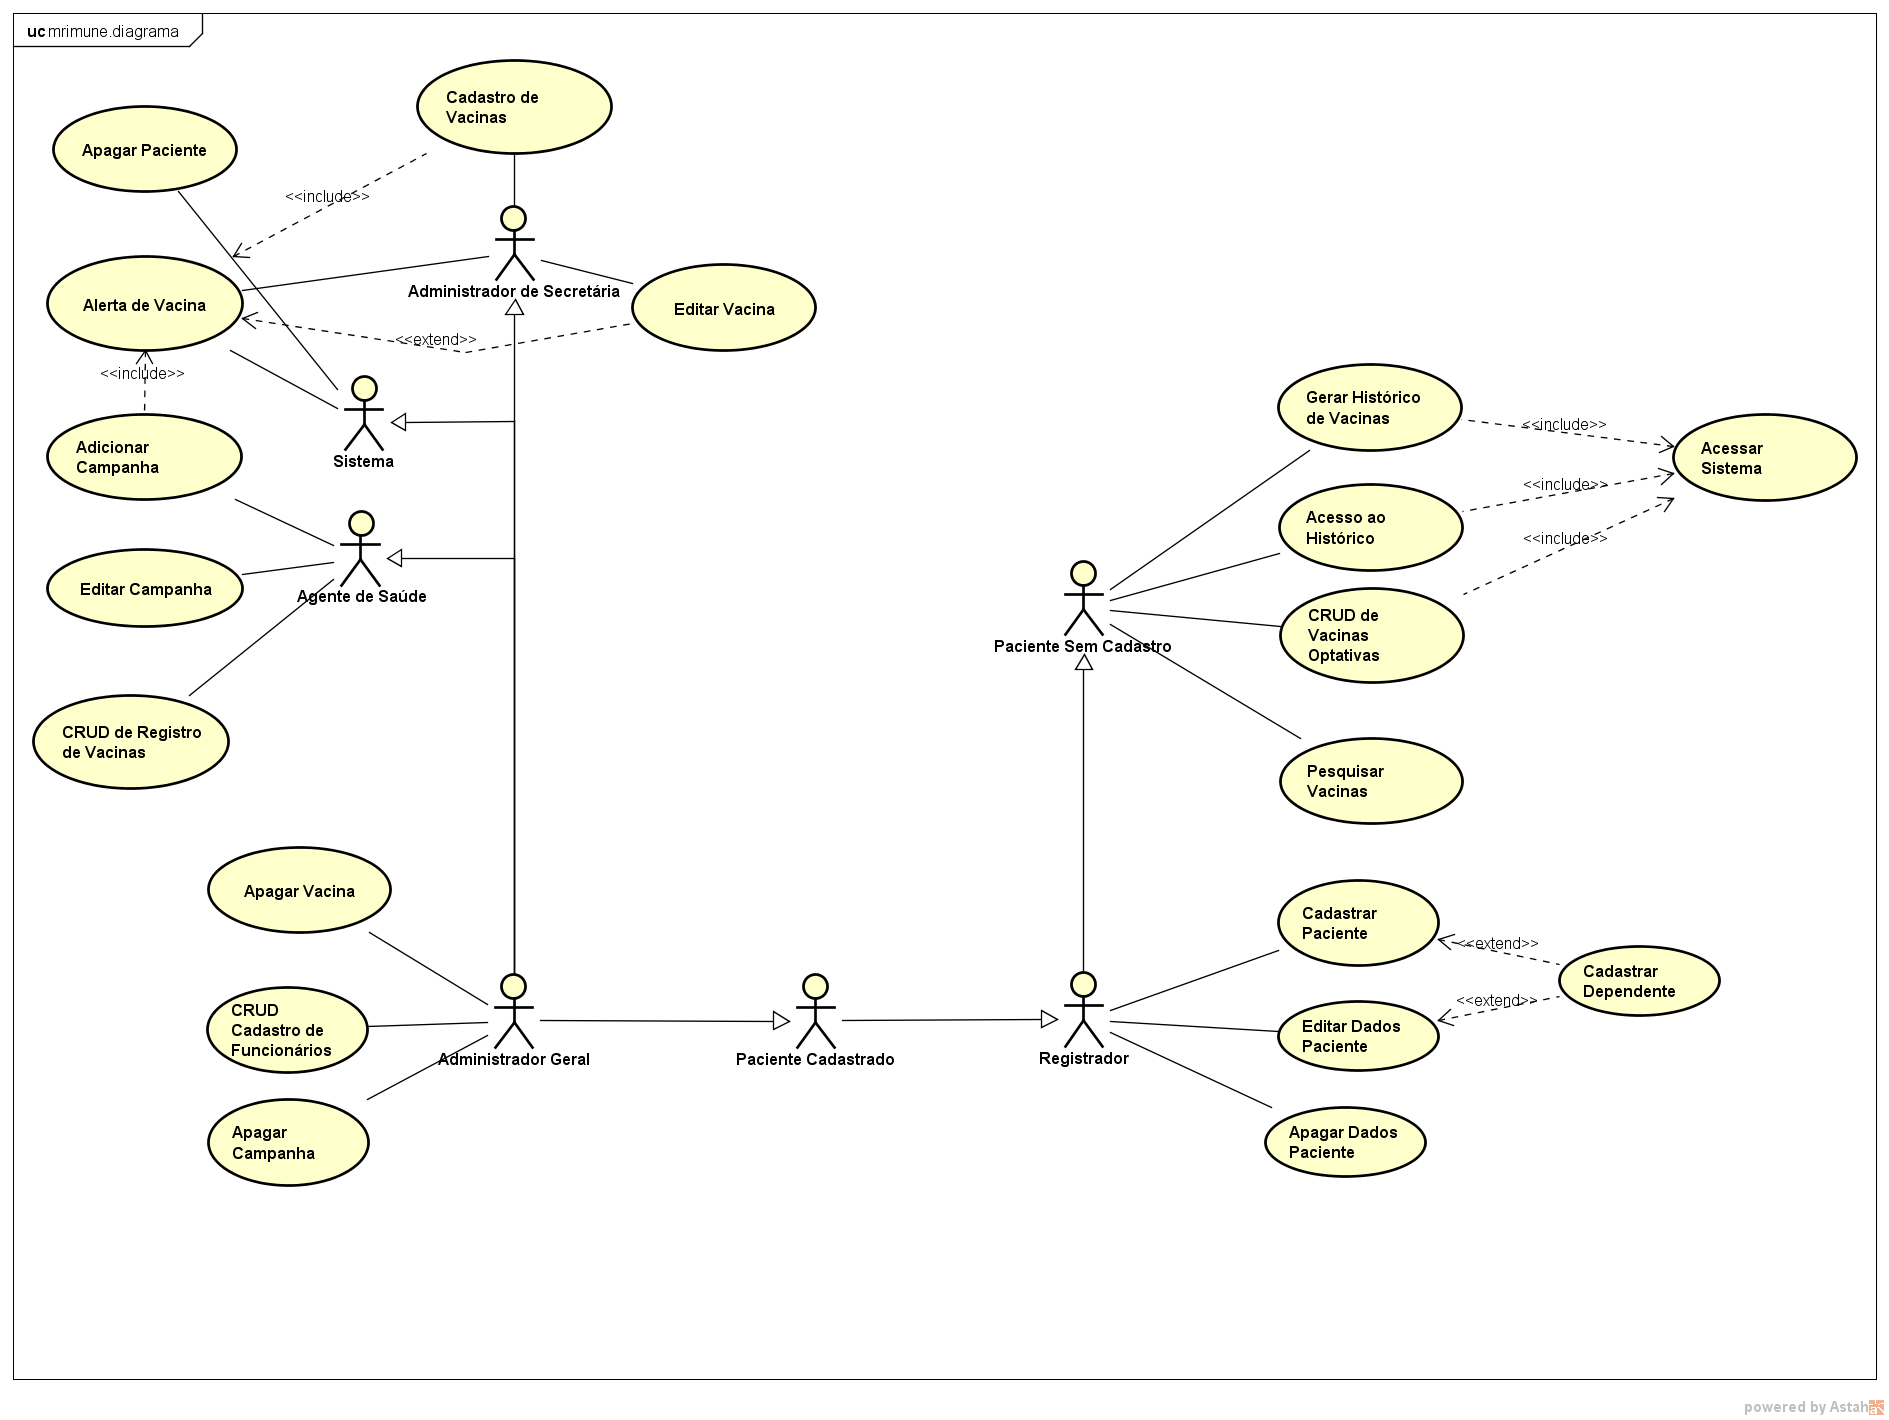 uc mrimune.diagrama
Cadastro de
Vacinas
Apagar Paciente
<<include>>
Administrador de Secretária
Alerta de Vacina
Editar Vacina
<<extend>>
<<include>>
Adicionar
Campanha
Sistema
Editar Campanha
Agente de Saúde
CRUD de Registro
de Vacinas
Gerar Histórico
de Vacinas
<<include>>
Acessar
Sistema
<<include>>
Acesso ao
Histórico
<<include>>
CRUD de
Vacinas
Optativas
Paciente Sem Cadastro
Pesquisar
Vacinas
Apagar Vacina
CRUD
Cadastro de
Funcionários
Administrador Geral
Paciente Cadastrado
Registrador
Apagar
Campanha
Cadastrar
Paciente
<<extend>>
Cadastrar
Dependente
<<extend>>
Editar Dados
Paciente
Apagar Dados
Paciente
powered by Astah